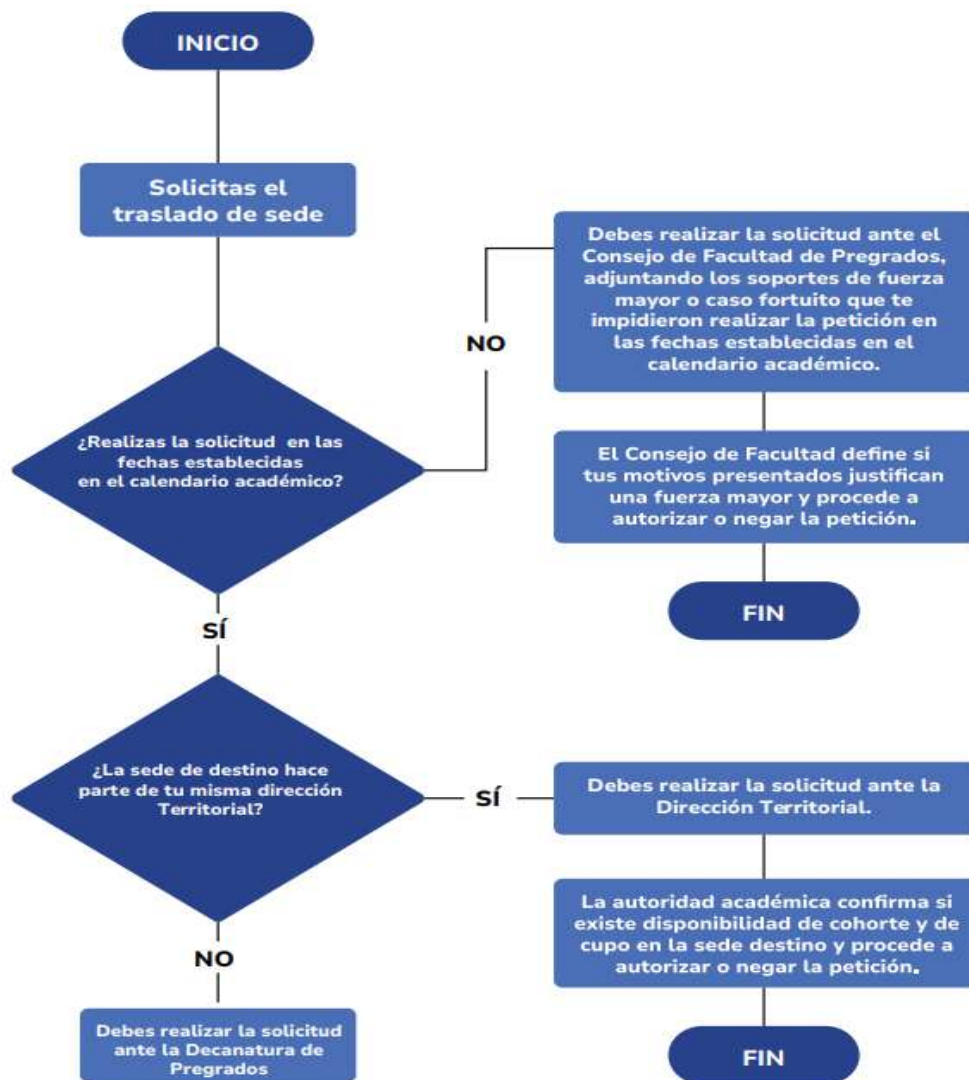 INICIO
Solicitas el
traslado de sede
¿Realizas la solicitud en las
fechas establecidas
en el calendario académico?
NO
Debes realizar la solicitud ante el
Consejo de Facultad de Pregrados,
adjuntando los soportes de fuerza
mayor o caso fortuito que te
impidieron realizar la petición en
las fechas establecidas en el
calendario académico.
El Consejo de Facultad define si
tus motivos presentados justifican
una fuerza mayor y procede a
autorizar o negar la petición.
FIN
SÍ
¿La sede de destino hace
parte de tu misma dirección
Territorial?
SÍ
Debes realizar la solicitud ante la
Dirección Territorial.
La autoridad académica confirma si
existe disponibilidad de cohorte y de
cupo en la sede destino y procede a
autorizar o negar la petición.
FIN
NO
Debes realizar la solicitud
ante la Decanatura de
Pregrados